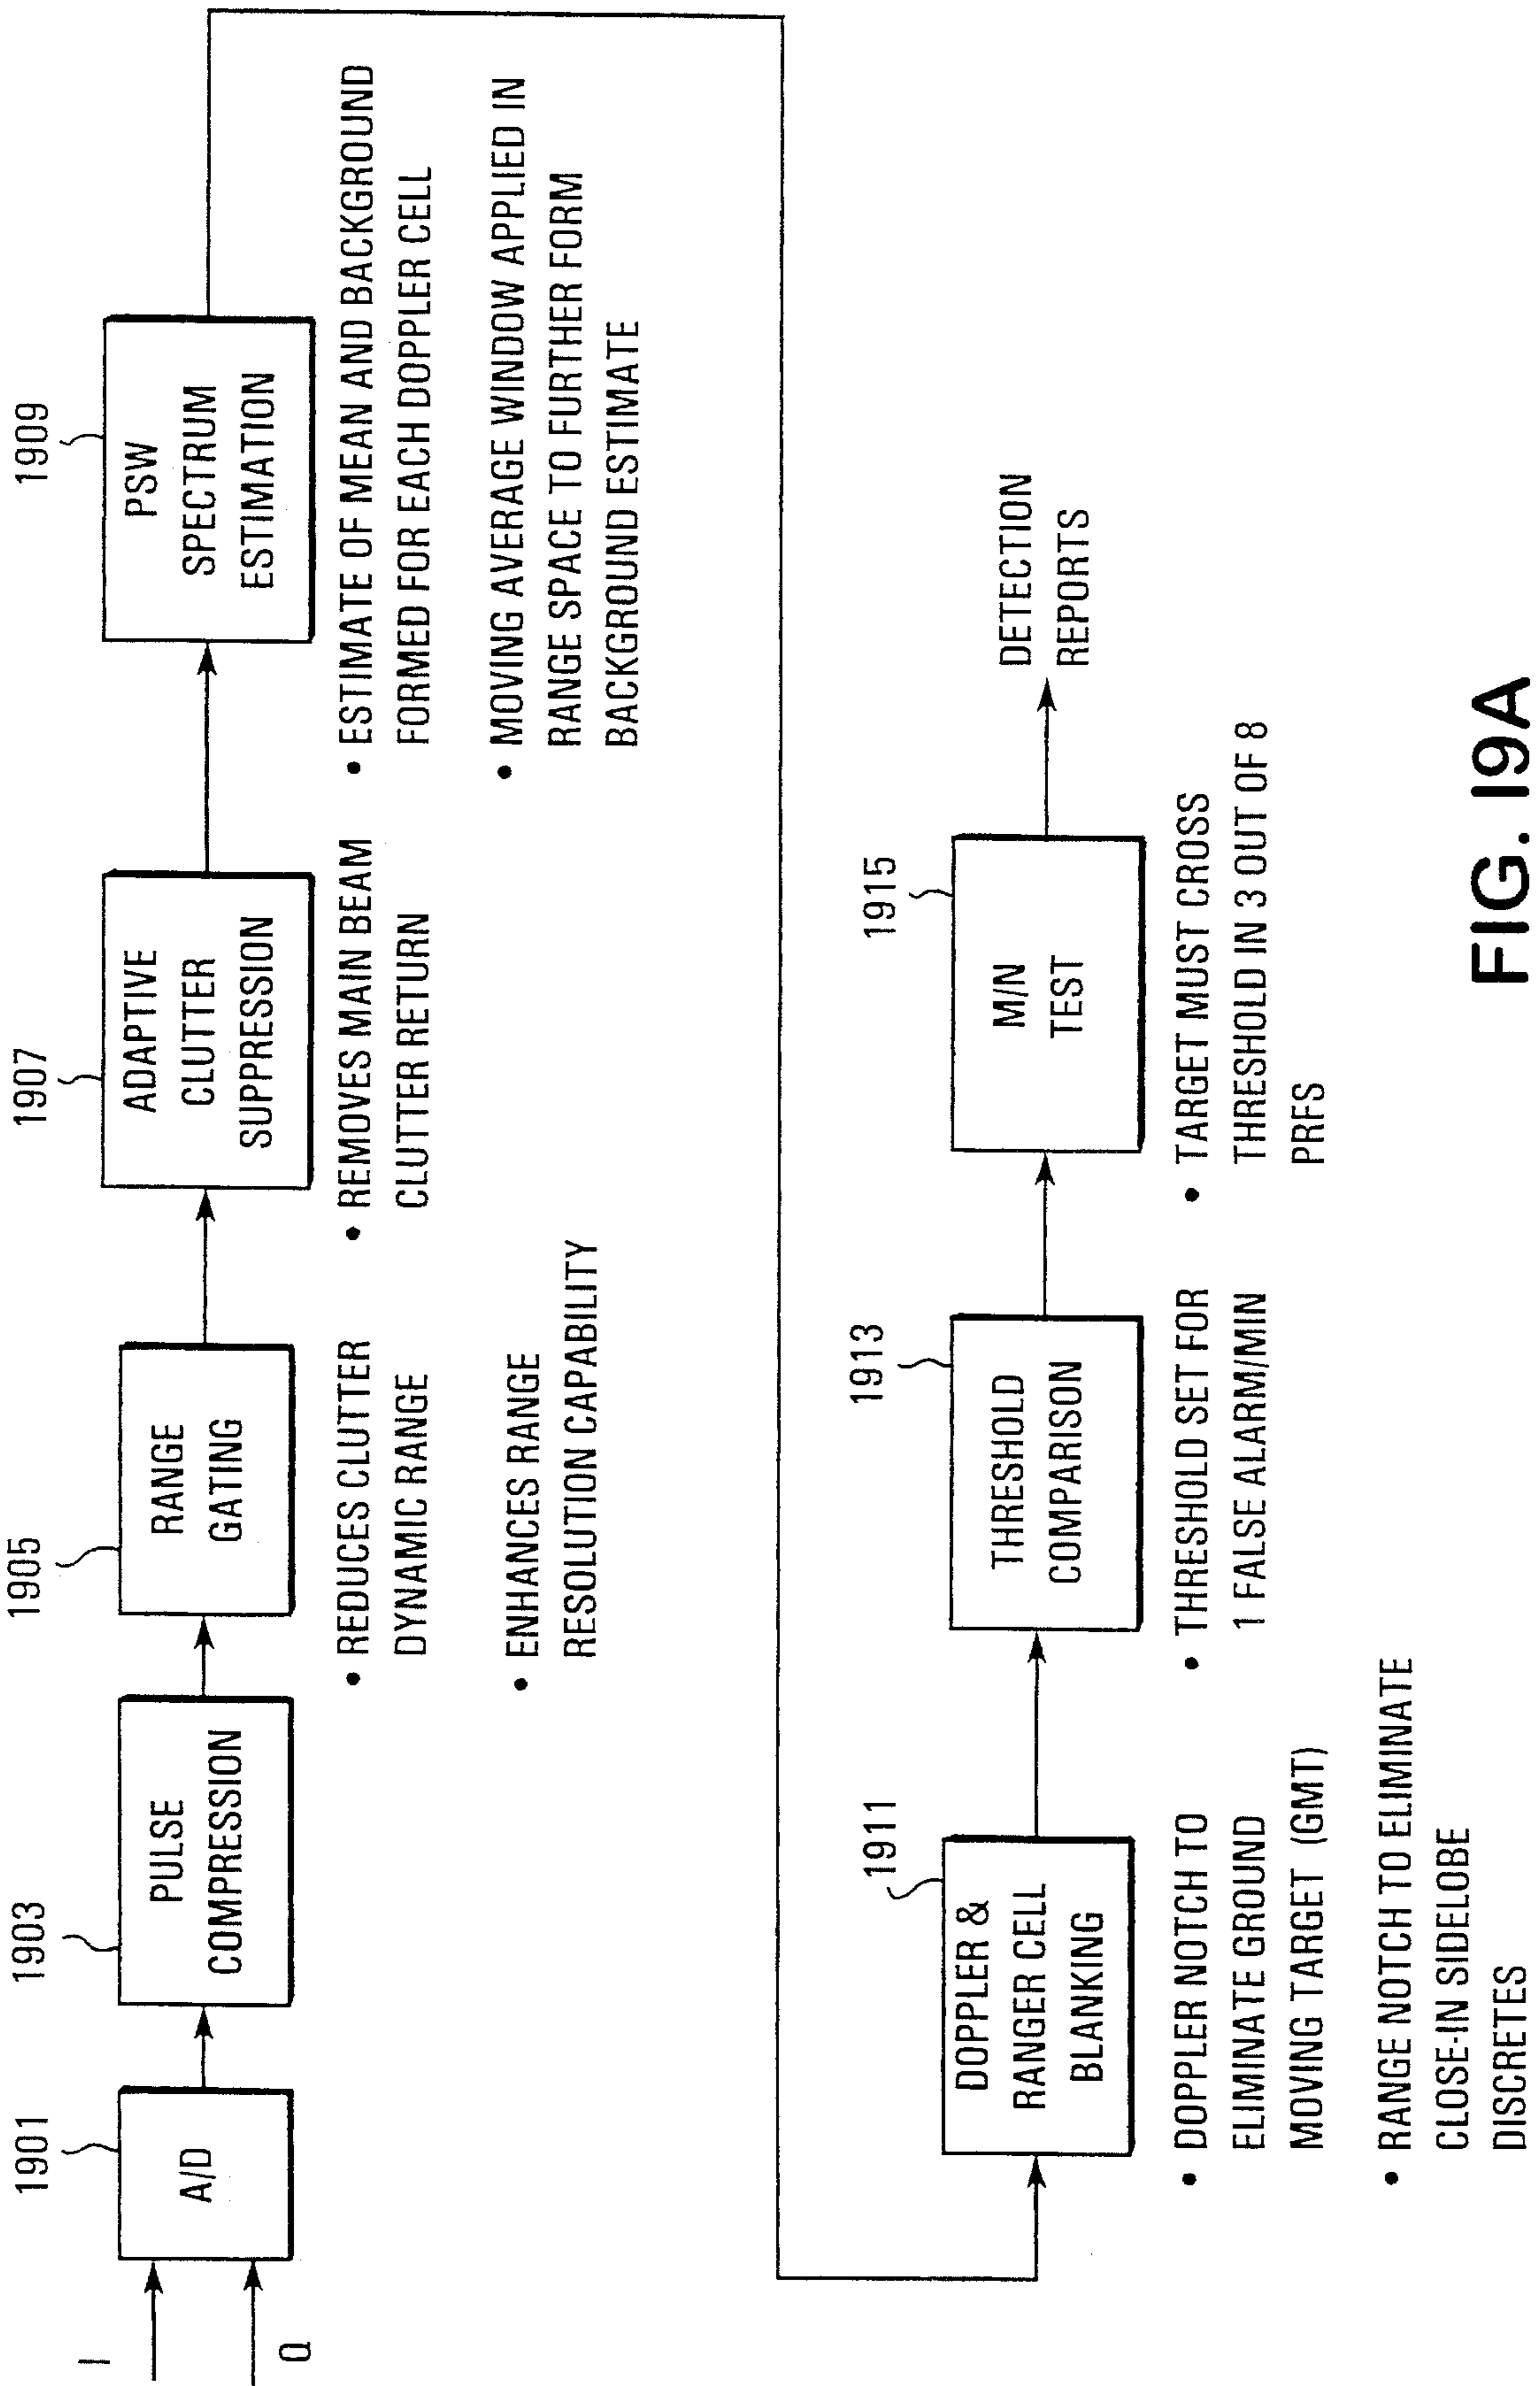 I
Q
1901
A/D
1903
PULSE
COMPRESSION
1905
RANGE
GATING
• REDUCES CLUTTER
DYNAMIC RANGE
• ENHANCES RANGE
RESOLUTION CAPABILITY
1907
ADAPTIVE
CLUTTER
SUPPRESSION
• REMOVES MAIN BEAM
CLUTTER RETURN
1909
PSW
SPECTRUM
ESTIMATION
• ESTIMATE OF MEAN AND BACKGROUND
FORMED FOR EACH DOPPLER CELL
• MOVING AVERAGE WINDOW APPLIED IN
RANGE SPACE TO FURTHER FORM
BACKGROUND ESTIMATE
1911
DOPPLER &
RANGER CELL
BLANKING
• DOPPLER NOTCH TO
ELIMINATE GROUND
MOVING TARGET (GMT)
• RANGE NOTCH TO ELIMINATE
CLOSE-IN SIDELOBE
DISCRETES
1913
THRESHOLD
COMPARISON
• THRESHOLD SET FOR
1 FALSE ALARM/MIN
1915
M/N
TEST
• TARGET MUST CROSS
THRESHOLD IN 3 OUT OF 8
PRFS
DETECTION
REPORTS
FIG. 19A